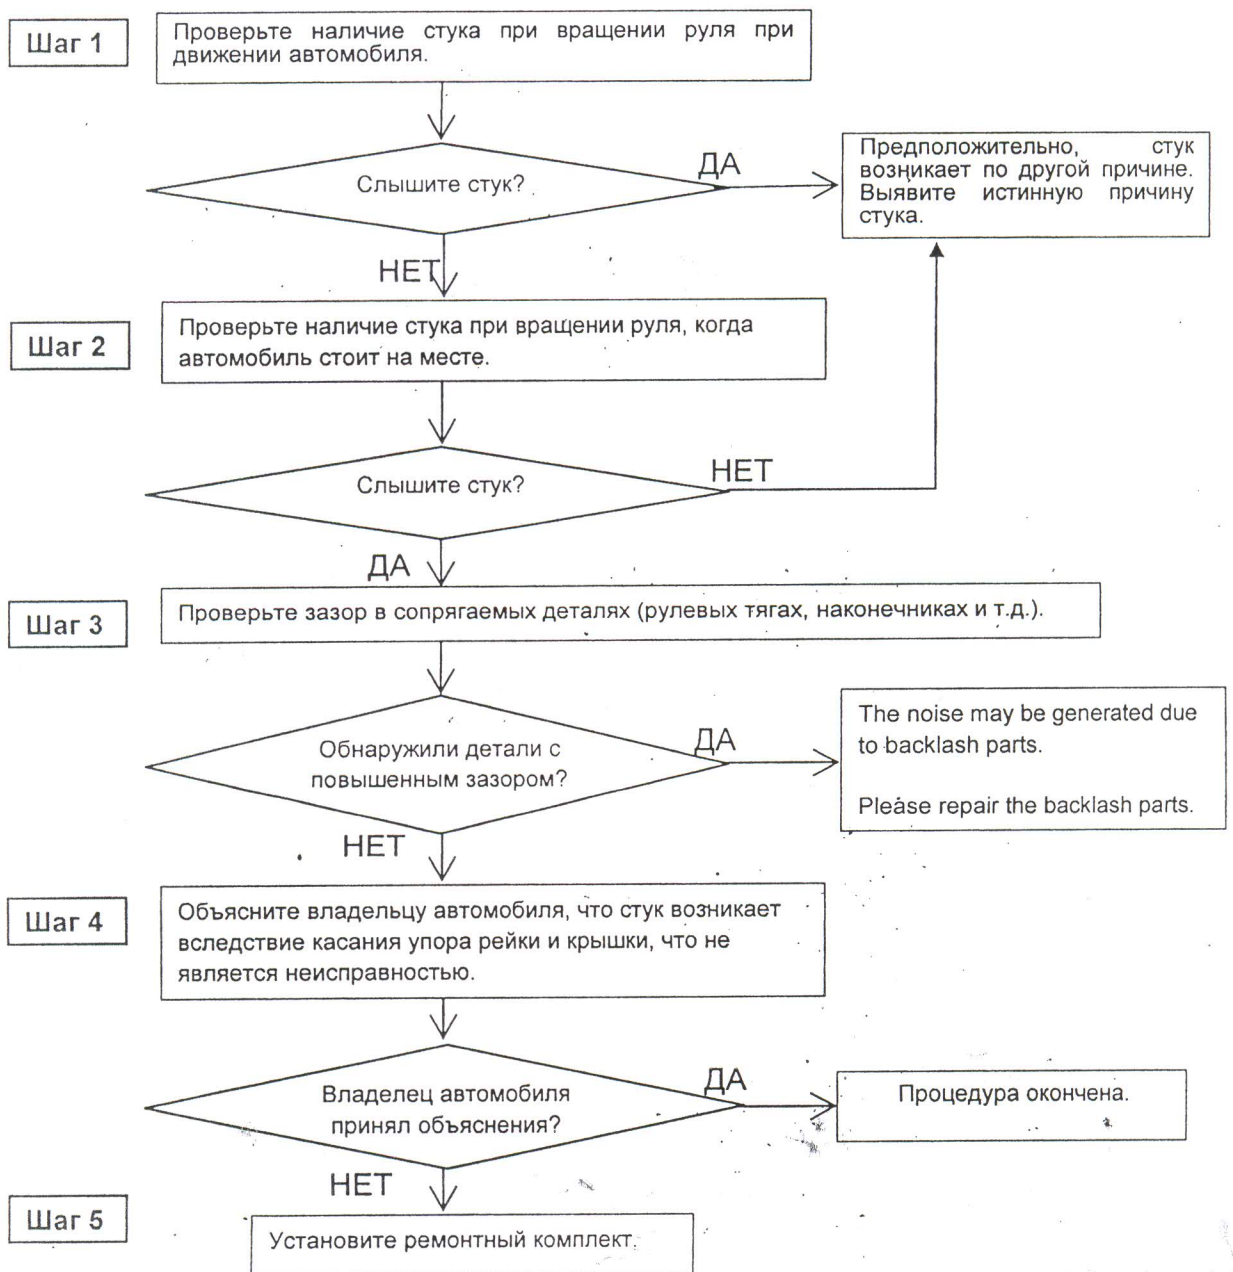 Шаг 1
Проверьте наличие стука при вращении руля при
движении автомобиля.
Слышите стук?
ДА
Предположительно, стук
возникает по другой причине.
Выявите истинную причину
стука.
НЕТ
Шаг 2
Проверьте наличие стука при вращении руля, когда
автомобиль стоит на месте.
Слышите стук?
НЕТ
ДА
Шаг 3
Проверьте зазор в сопрягаемых деталях (рулевых тягах, наконечниках и т.д.).
Обнаружили детали с
повышенным зазором?
ДА
The noise may be generated due
to backlash parts.
Please repair the backlash parts.
НЕТ
Шаг 4
Объясните владельцу автомобиля, что стук возникает
вследствие касания упора рейки и крышки, что не
является неисправностью.
Владелец автомобиля
принял объяснения?
ДА
Процедура окончена.
НЕТ
Шаг 5
Установите ремонтный комплект.